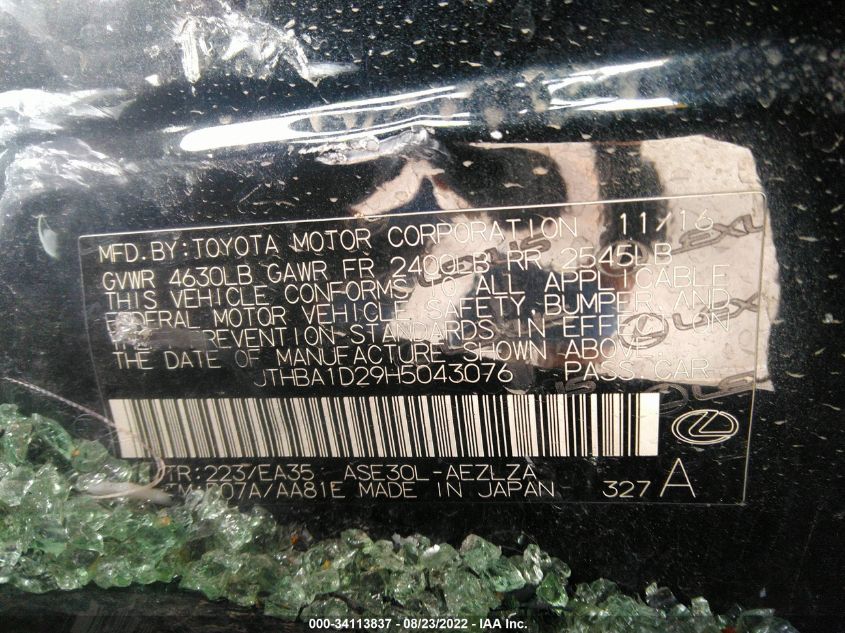 MFD.BY:TOYOTA MOTOR CORPORATION 11/16
GVWR 4630LB GAWR FR 2400LB RR 2545LB
THIS VEHICLE CONFORMS TO ALL APPLICABLE
FEDERAL MOTOR VEHICLE SAFETY, BUMPER AND
PREVENTION STANDARDS IN EFFECT ON
THE DATE OF MANUFACTURE SHOWN ABOVE.
JTHBA1D29H5043076 PASS.CAR
TR:223/EA35 ASE30L-AEZLZA
07A/AA81E MADE IN JAPAN 327 A
000-34113837 - 08/23/2022 - IAA Inc.